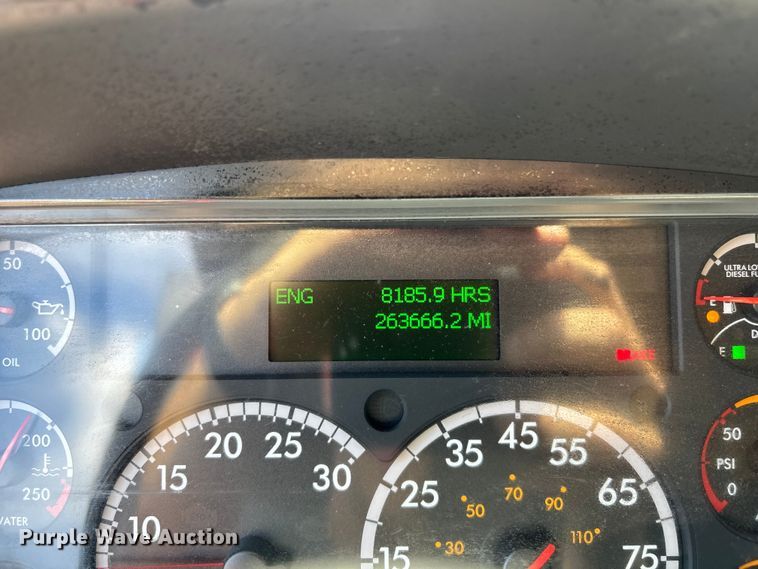 50
100
OIL
200
250
WATER
ENG 8185.9 HRS
263666.2 MI
BRAKE
ULTRA LOW
DIESEL FU
E
D
E
10
15
20
25
30
15
25
35
45
55
65
75
30
50
70
90
110
50
PSI
0
Purple Wave Auction